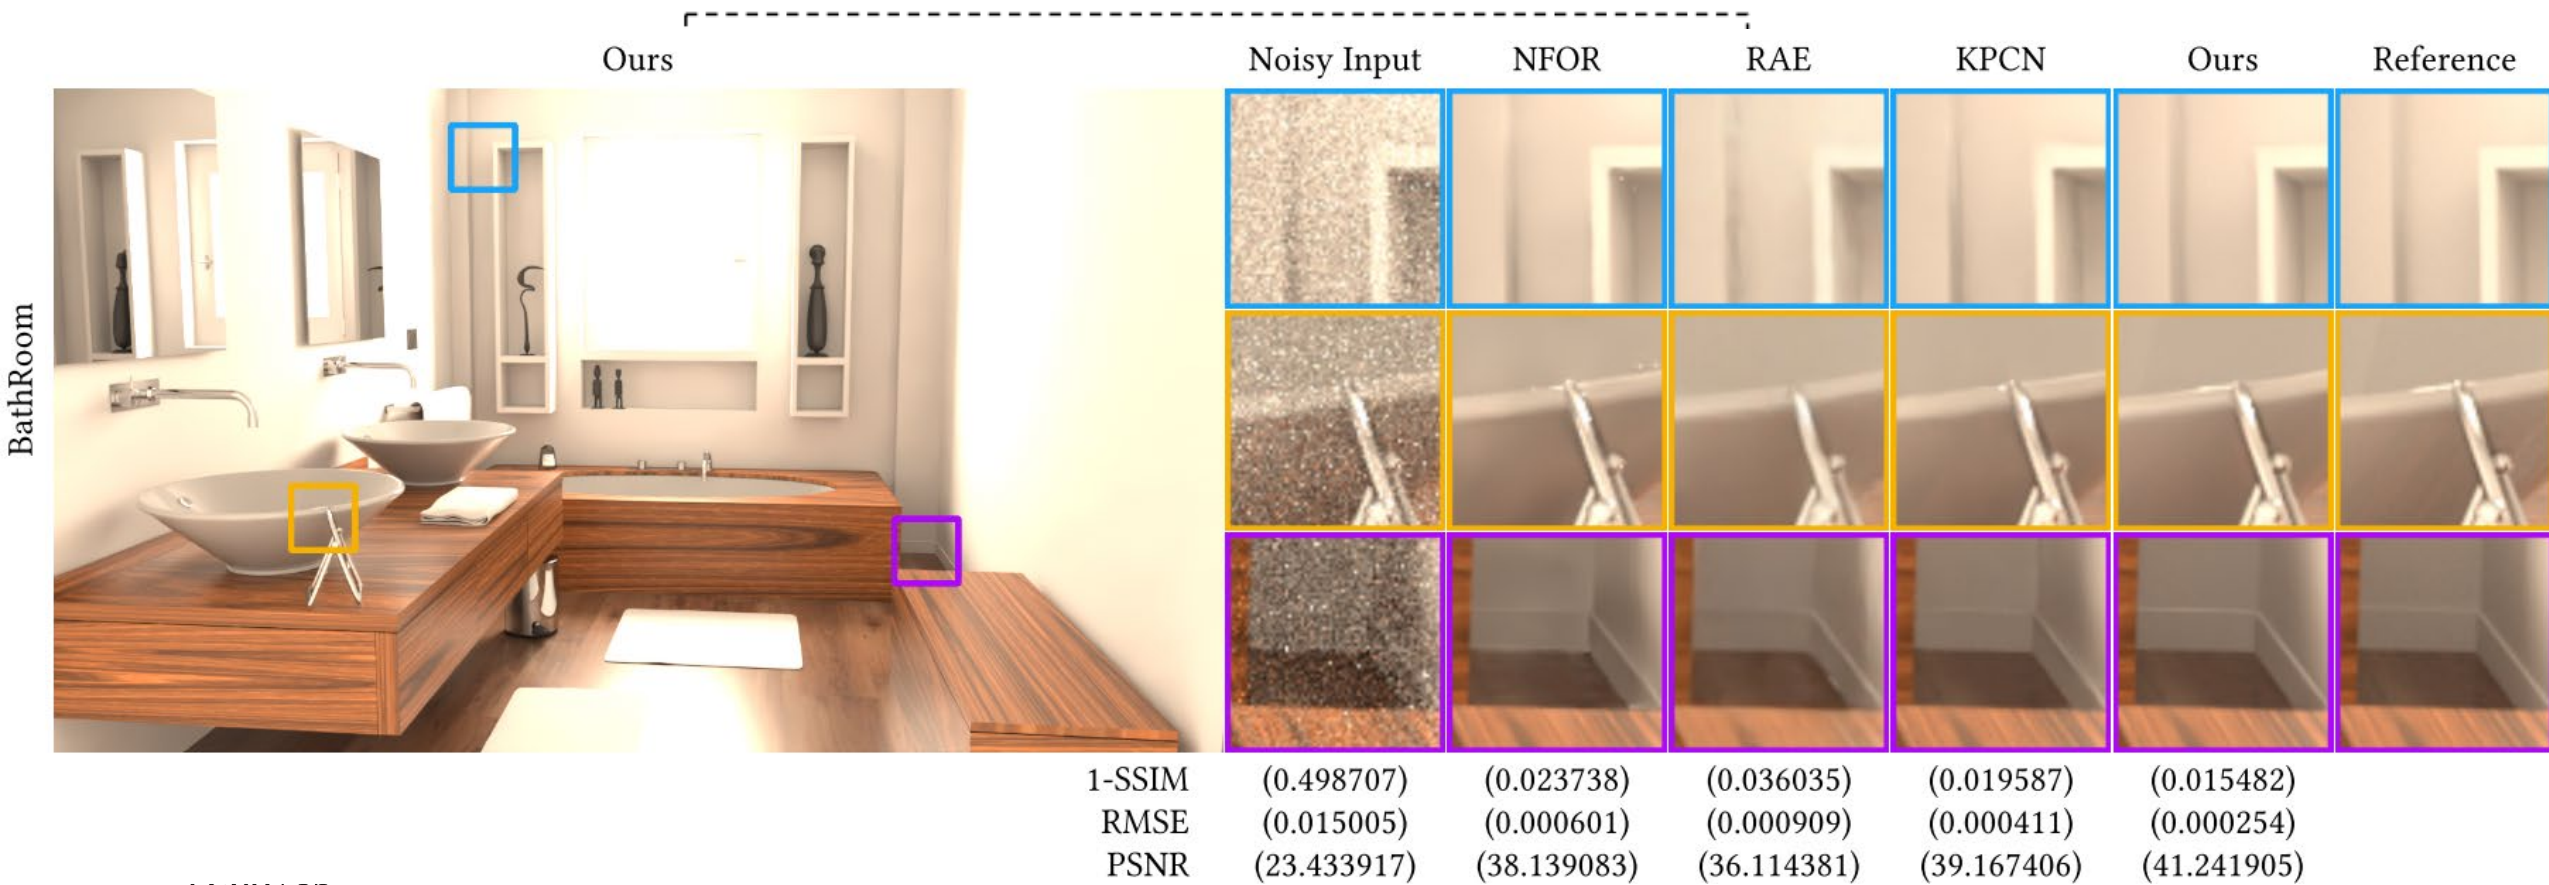 Ours Noisy Input NFOR RAE KPCN Ours Reference
BathRoom
1-SSIM (0.498707) (0.023738) (0.036035) (0.019587) (0.015482)
RMSE (0.015005) (0.000601) (0.000909) (0.000411) (0.000254)
PSNR (23.433917) (38.139083) (36.114381) (39.167406) (41.241905)